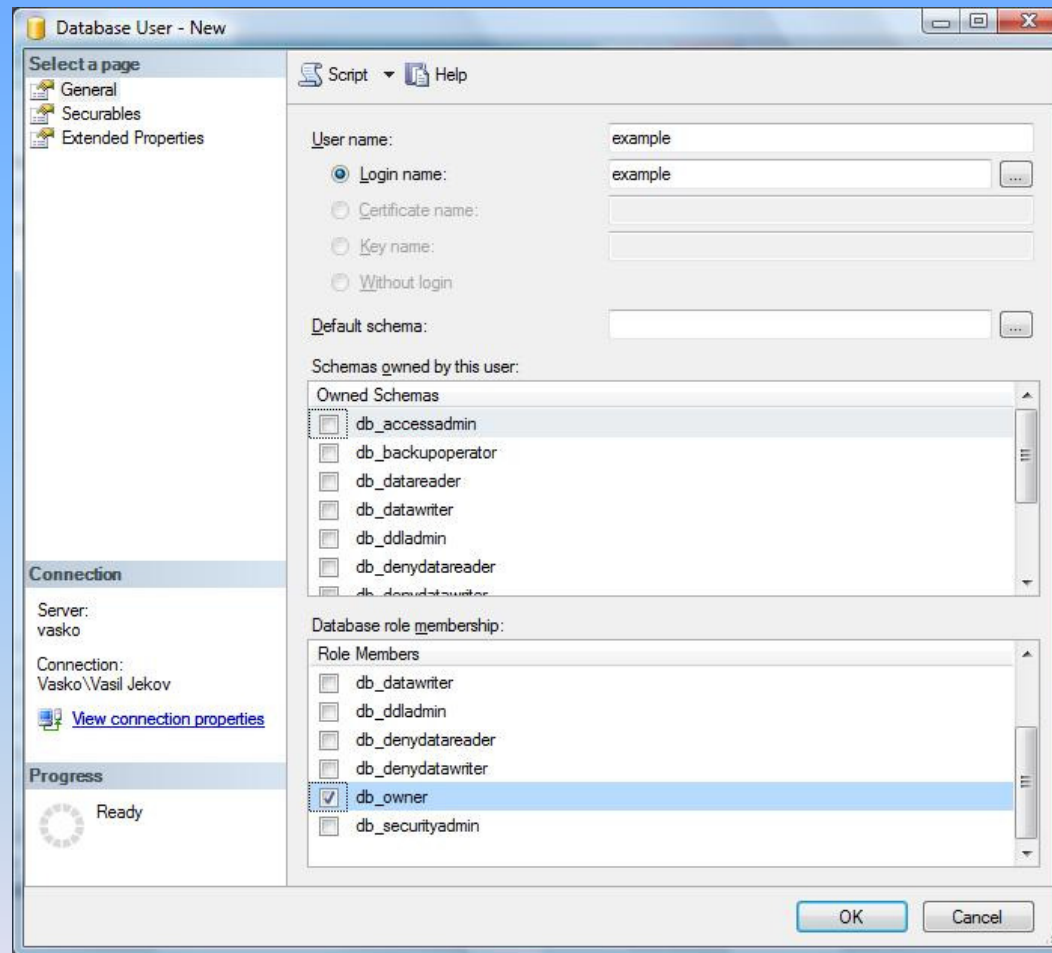 Database User - New
Select a page
General
Securables
Extended Properties
Script
Help
User name:
example
Login name:
example
...
Certificate name:
Key name:
Without login
Default schema:
...
Schemas owned by this user:
Owned Schemas
db_accessadmin
db_backupoperator
db_datareader
db_datawriter
db_ddladmin
db_denydatareader
db_denydatawriter
Database role membership:
Role Members
db_datawriter
db_ddladmin
db_denydatareader
db_denydatawriter
db_owner
db_securityadmin
Connection
Server:
vasko
Connection:
Vasko\Vasil Jekov
View connection properties
Progress
Ready
OK
Cancel